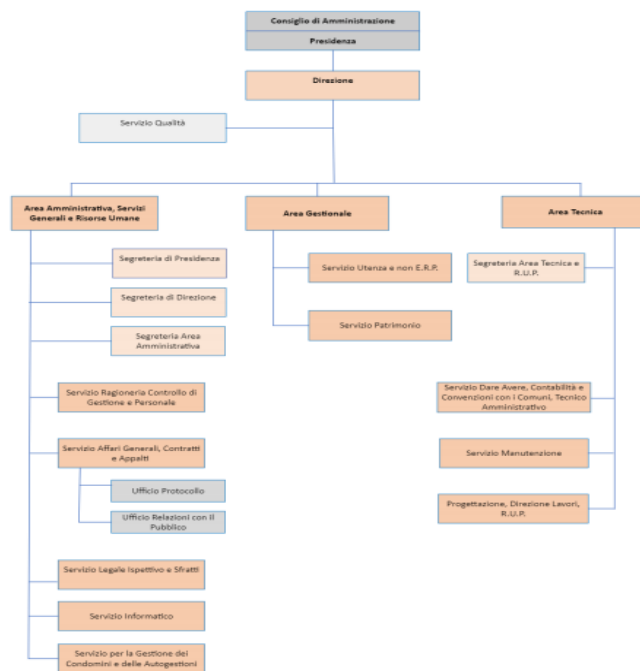 Consiglio di Amministrazione
Presidenza
Direzione
Servizio Qualità
Area Amministrativa, Servizi
Generali e Risorse Umane
Area Gestionale
Area Tecnica
Segreteria di Presidenza
Segreteria di Direzione
Segreteria Area
Amministrativa
Servizio Ragioneria Controllo di
Gestione e Personale
Servizio Affari Generali, Contratti
e Appalti
Ufficio Protocollo
Ufficio Relazioni con Il
Pubblico
Servizio Legale Ispettivo e Sfratti
Servizio Informatico
Servizio per la Gestione dei
Condomini e delle Autogestioni
Servizio Utenza e non E.R.P.
Servizio Patrimonio
Segreteria Area Tecnica e
R.U.P.
Servizio Dare Avere, Contabilità e
Convenzioni con i Comuni, Tecnico
Amministrativo
Servizio Manutenzione
Progettazione, Direzione Lavori,
R.U.P.